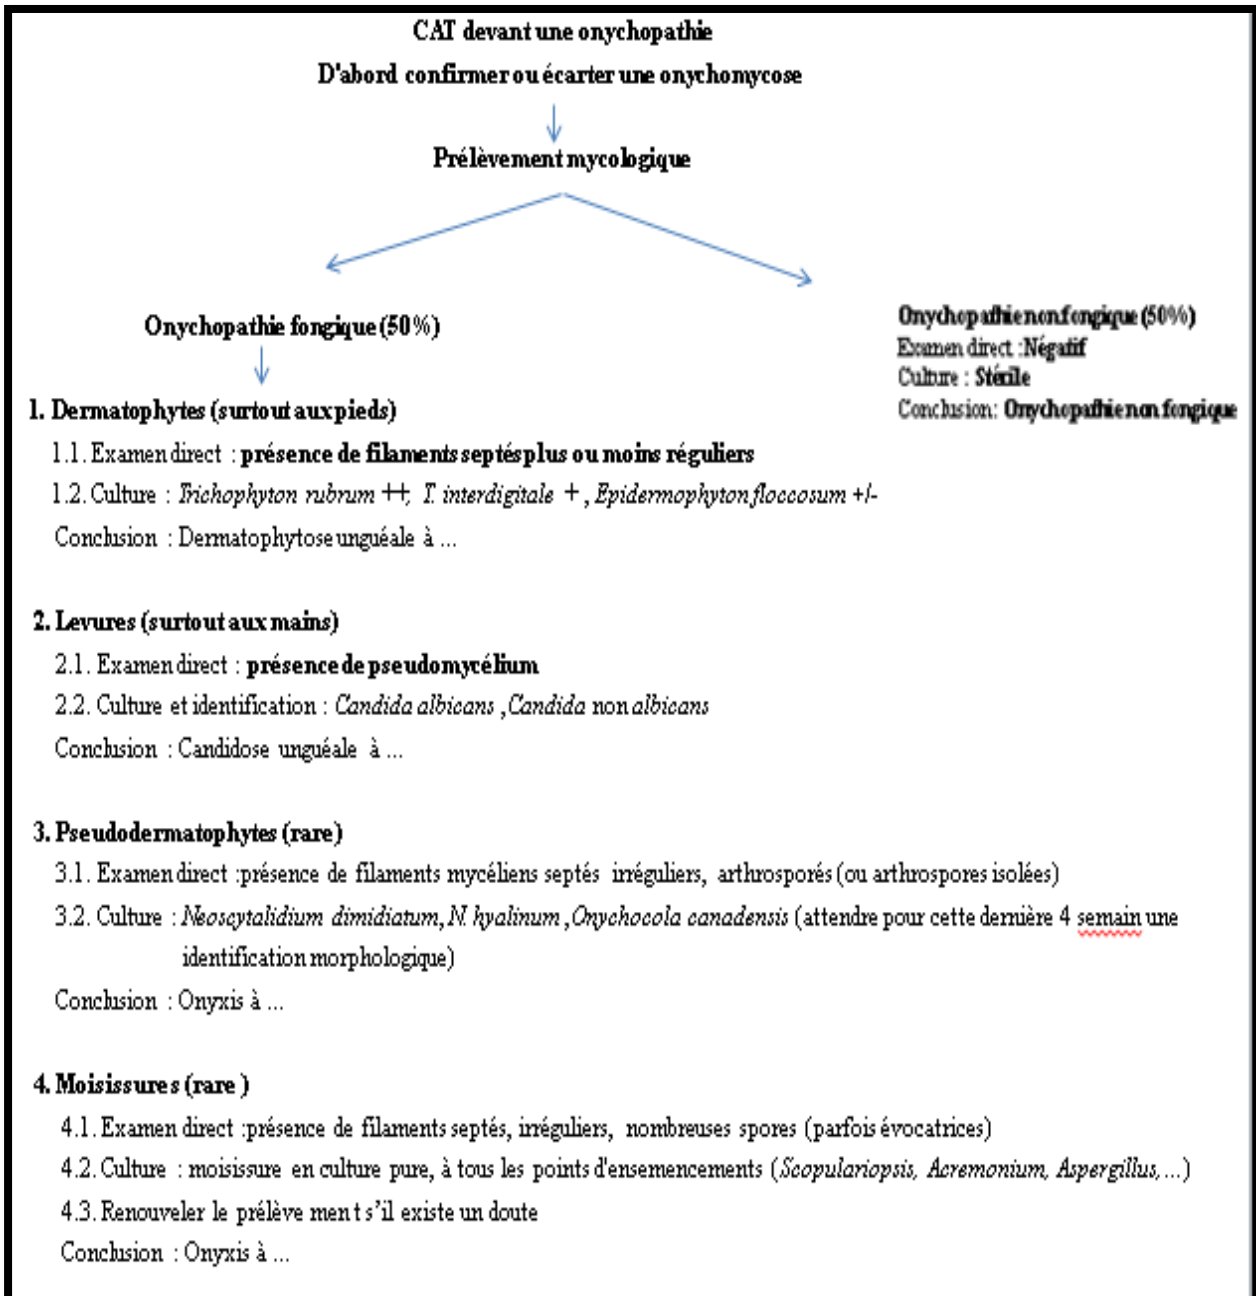 CAT devant une onychopathie
D'abord confirmer ou écarter une onychomycose
Prélèvement mycologique
Onychopathie fongique (50%)
Onychopathie non fongique (50%)
Examen direct : Négatif
Culture : Stérile
Conclusion: Onychopathie non fongique
1. Dermatophytes (surtout aux pieds)
1.1. Examen direct : présence de filaments septés plus ou moins réguliers
1.2. Culture : Trichophyton rubrum ++, T. interdigitale + , Epidermophyton floccosum +/-
Conclusion : Dermatophytose unguéale à ...
2. Levures (surtout aux mains)
2.1. Examen direct : présence de pseudomycélium
2.2. Culture et identification : Candida albicans , Candida non albicans
Conclusion : Candidose unguéale à ...
3. Pseudodermatophytes (rare)
3.1. Examen direct :présence de filaments mycéliens septés irréguliers, arthrosporés (ou arthrospores isolées)
3.2. Culture : Neoscytalidium dimidiatum, N. hyalinum , Onychocola canadensis (attendre pour cette dernière 4 semain une
identification morphologique)
Conclusion : Onyxis à ...
4. Moisissures (rare )
4.1. Examen direct :présence de filaments septés, irréguliers, nombreuses spores (parfois évocatrices)
4.2. Culture : moisissure en culture pure, à tous les points d'ensemencements (Scopulariopsis, Acremonium, Aspergillus, ...)
4.3. Renouveler le prélève ment s'il existe un doute
Conclusion : Onyxis à ...